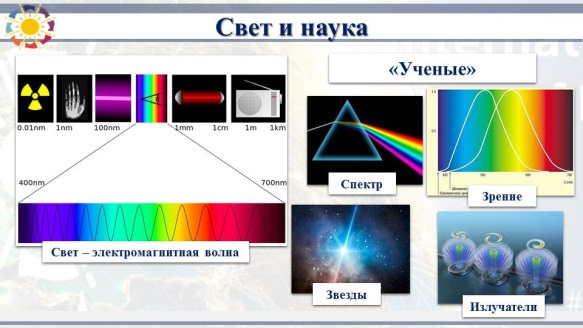 Свет и наука
«Ученые»
0.01nm 1nm 100nm 1mm 1cm 1m 1km
400nm 700nm
Свет – электромагнитная волна
Спектр
Зрение
Звезды
Излучатели